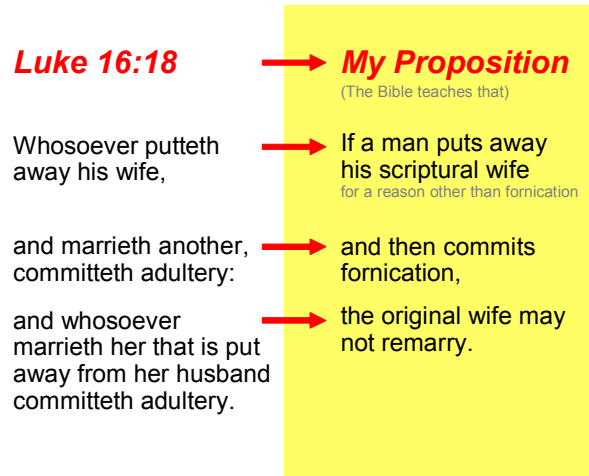 Luke 16:18
My Proposition
(The Bible teaches that)
Whosoever putteth
away his wife,
If a man puts away
his scriptural wife
for a reason other than fornication
and marrieth another,
committeth adultery:
and then commits
fornication,
and whosoever
marrieth her that is put
away from her husband
committeth adultery.
the original wife may
not remarry.